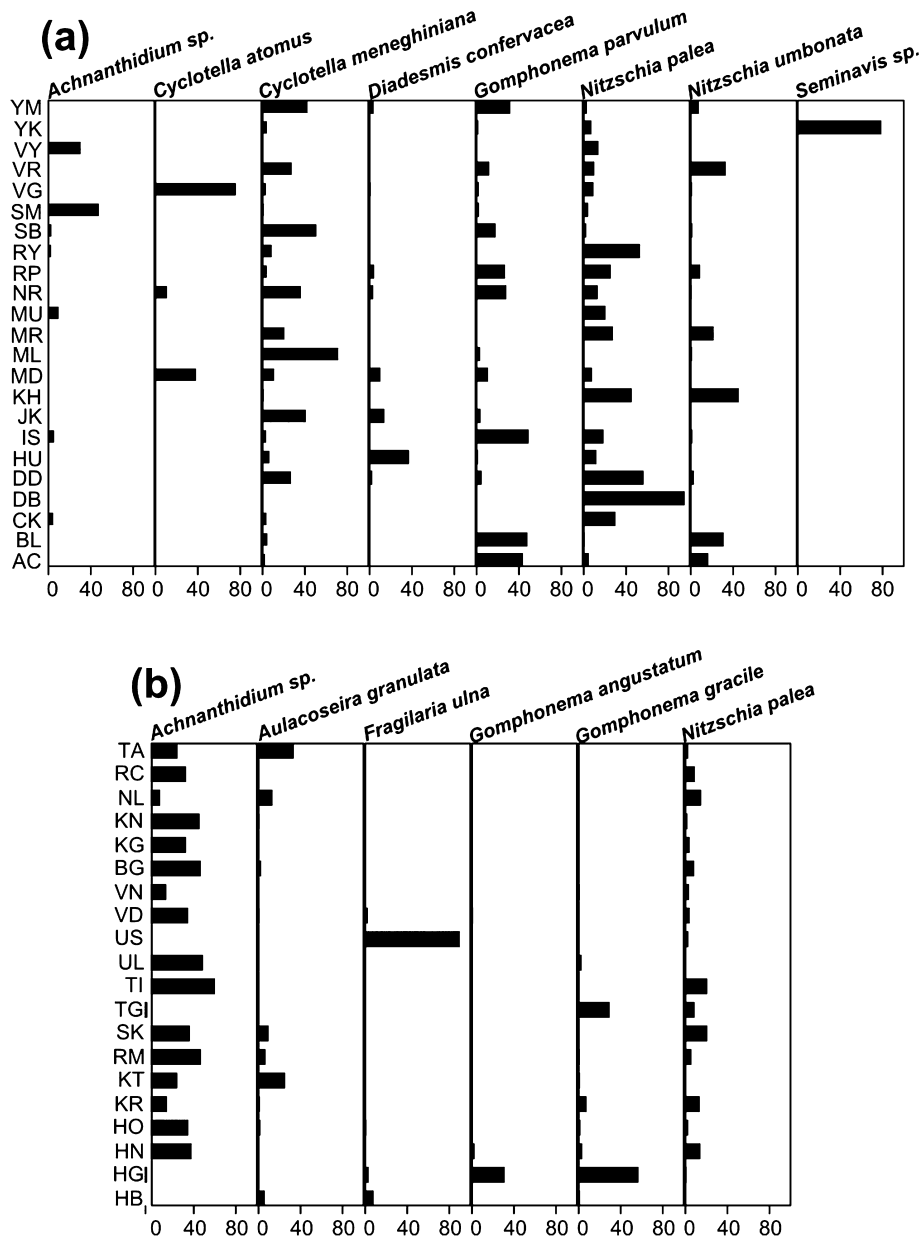 (a)
Achnanthidium sp.
Cyclotella atomus
Cyclotella meneghiniana
Diadesmis confervacea
Gomphonema parvulum
Nitzschia palea
Nitzschia umbonata
Seminavis sp.
YM
YK
VY
VR
VG
SM
SB
RY
RP
NR
MU
MR
ML
MD
KH
JK
IS
HU
DD
DB
CK
BL
AC
0 40 80 0 40 80 0 40 80 0 40 80 0 40 80 0 40 80 0 40 80 0 40 80
(b)
Achnanthidium sp.
Aulacoseira granulata
Fragilaria ulna
Gomphonema angustatum
Gomphonema gracile
Nitzschia palea
TA
RC
NL
KN
KG
BG
VN
VD
US
UL
TI
TG
SK
RM
KT
KR
HO
HN
HG
HB
0 40 80 0 40 80 0 40 80 0 40 80 0 40 80 0 40 80